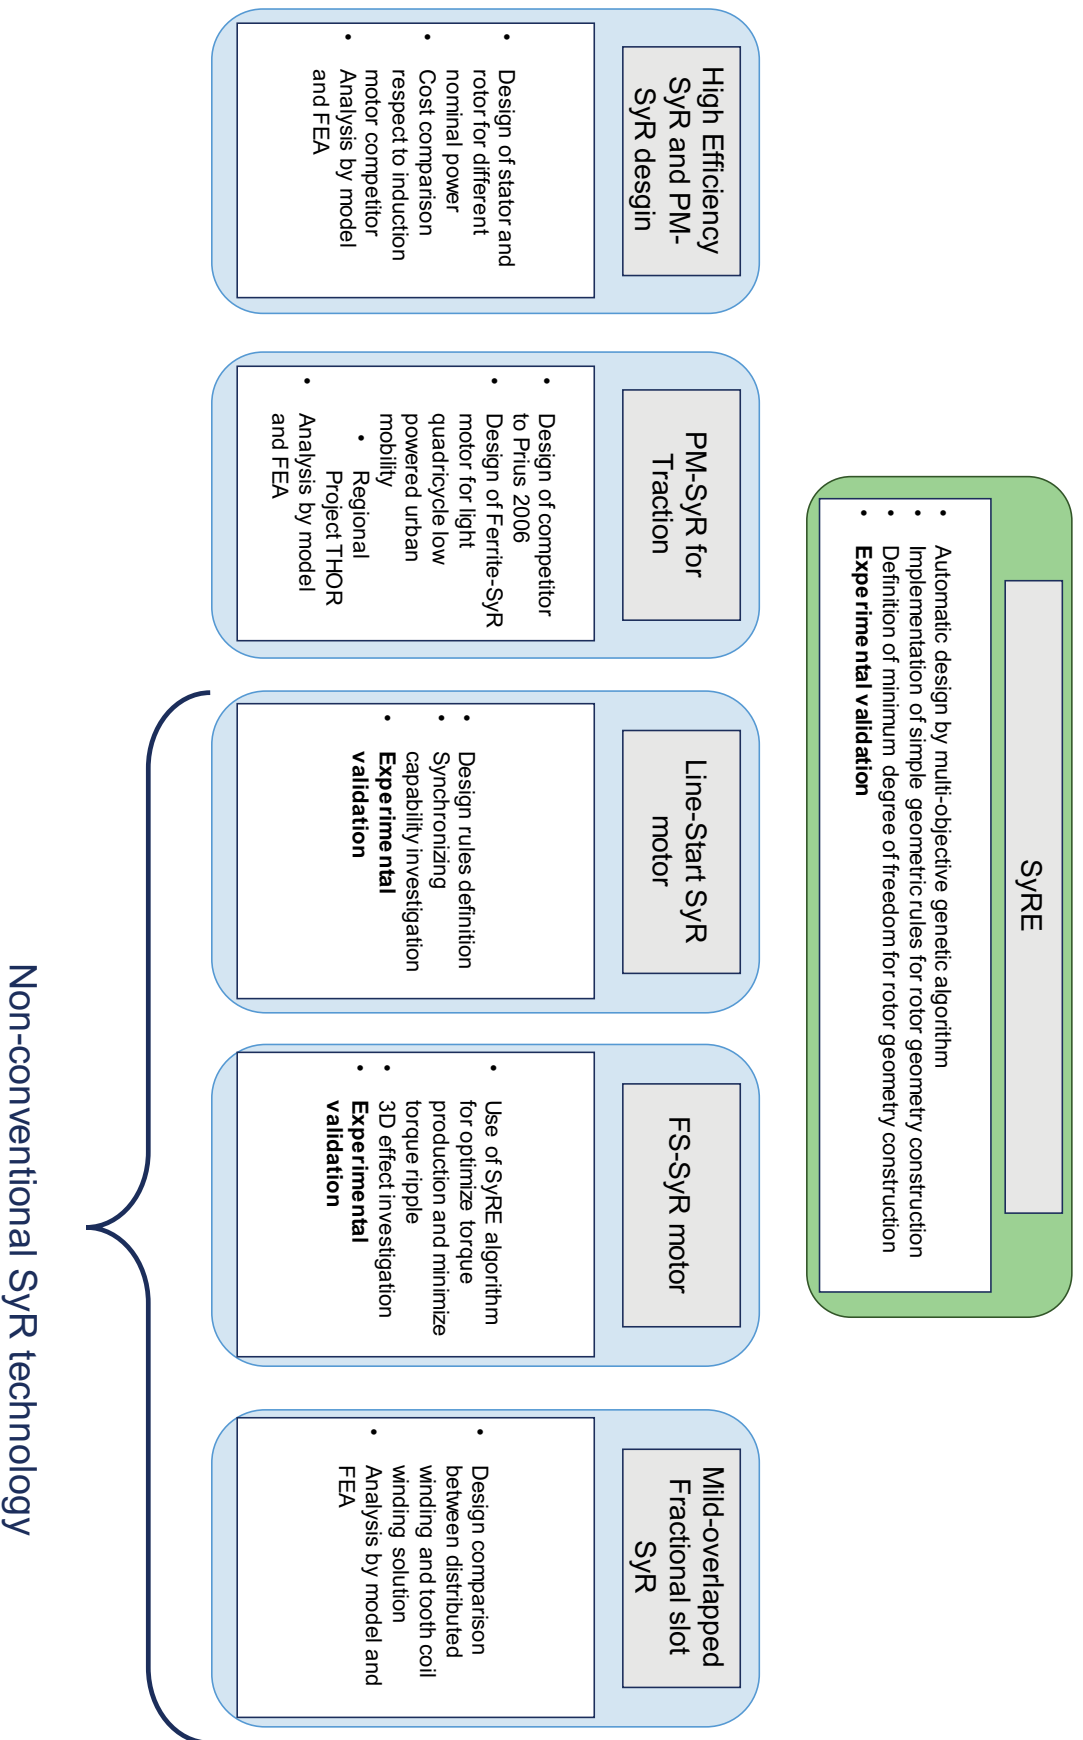 SyRE
• Automatic design by multi-objective genetic algorithm
• Implementation of simple geometric rules for rotor geometry construction
• Definition of minimum degree of freedom for rotor geometry construction
• Experimental validation
High Efficiency
SyR and PM-
SyR desgin
• Design of stator and
rotor for different
nominal power
• Cost comparison
respect to induction
motor competitor
• Analysis by model
and FEA
PM-SyR for
Traction
• Design of competitor
to Prius 2006
• Design of Ferrite-SyR
motor for light
quadricycle low
powered urban
mobility
• Regional
Project THOR
• Analysis by model
and FEA
Line-Start SyR
motor
• Design rules definition
• Synchronizing
capability investigation
• Experimental
validation
FS-SyR motor
• Use of SyRE algorithm
for optimize torque
production and minimize
torque ripple
• 3D effect investigation
• Experimental
validation
Mild-overlapped
Fractional slot
SyR
• Design comparison
between distributed
winding and tooth coil
winding solution
• Analysis by model and
FEA
Non-conventional SyR technology